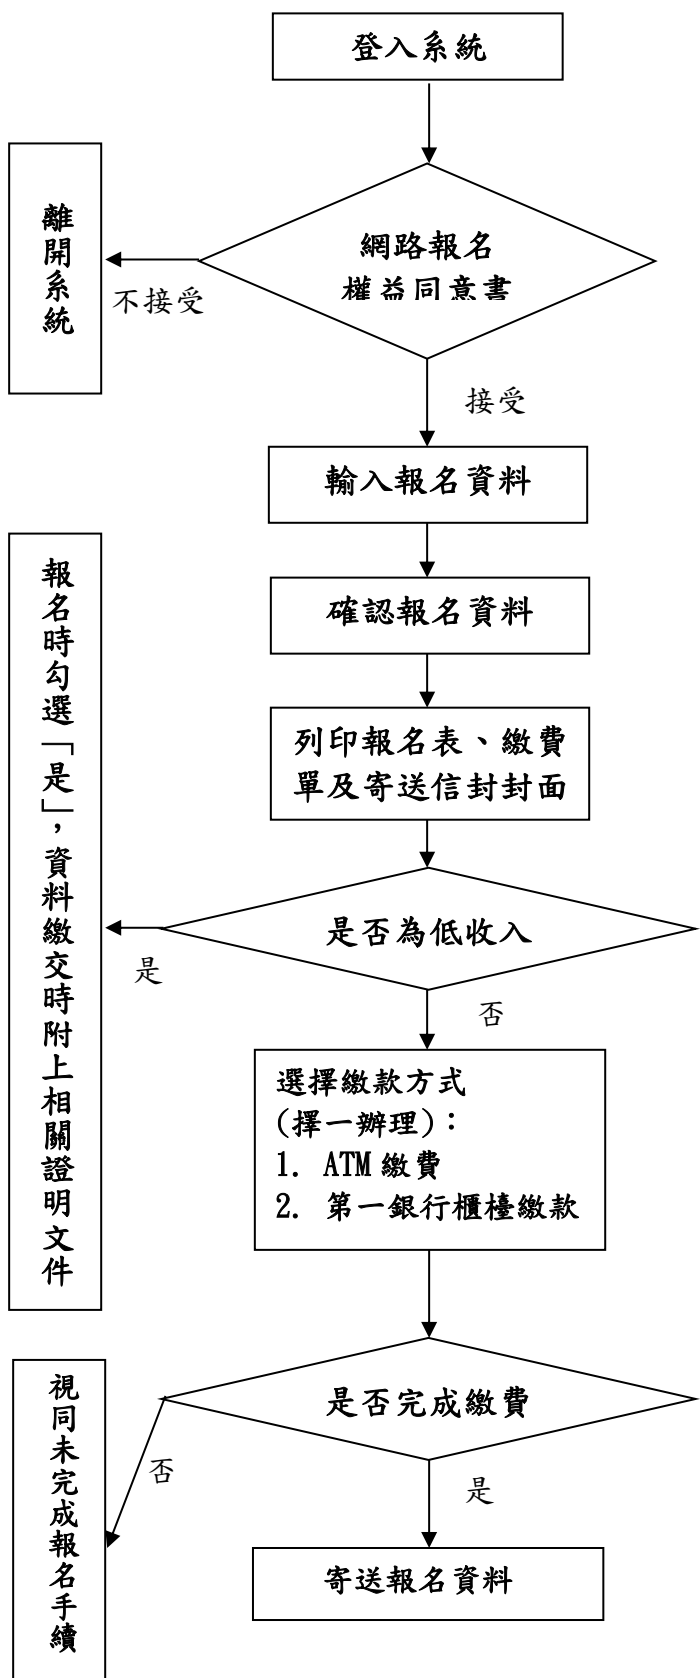 登入系統
離開系統
網路報名
權益同意書
不接受
接受
輸入報名資料
確認報名資料
報名時勾選「是」，資料繳交時附上相關證明文件
列印報名表、繳費
單及寄送信封封面
是否為低收入
是
否
選擇繳款方式
(擇一辦理)：
1. ATM 繳費
2. 第一銀行櫃檯繳款
是否完成繳費
視同未完成報名手續
否
是
寄送報名資料